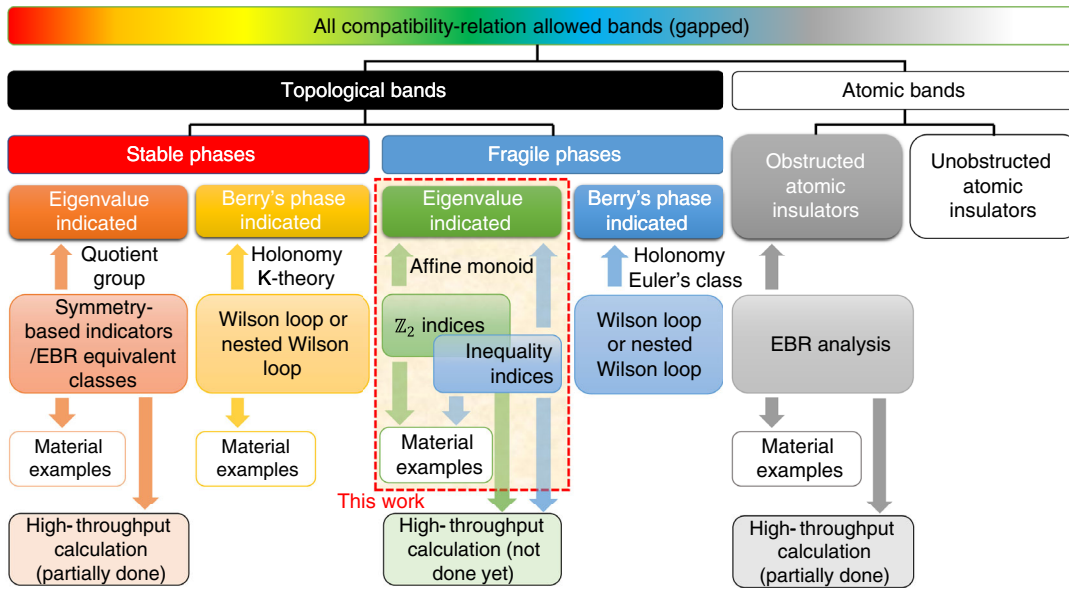 All compatibility-relation allowed bands (gapped)
Topological bands
Atomic bands
Stable phases
Fragile phases
Obstructed
atomic
insulators
Unobstructed
atomic
insulators
Eigenvalue
indicated
Berry's phase
indicated
Eigenvalue
indicated
Berry's phase
indicated
Quotient
group
Holonomy
K-theory
Affine monoid
Holonomy
Euler's class
Symmetry-
based indicators
/EBR equivalent
classes
Wilson loop or
nested Wilson
loop
ℤ₂ indices
Inequality
indices
Wilson loop
or nested
Wilson loop
EBR analysis
Material
examples
Material
examples
Material
examples
Material
examples
This work
High- throughput
calculation
(partially done)
High- throughput
calculation (not
done yet)
High- throughput
calculation
(partially done)